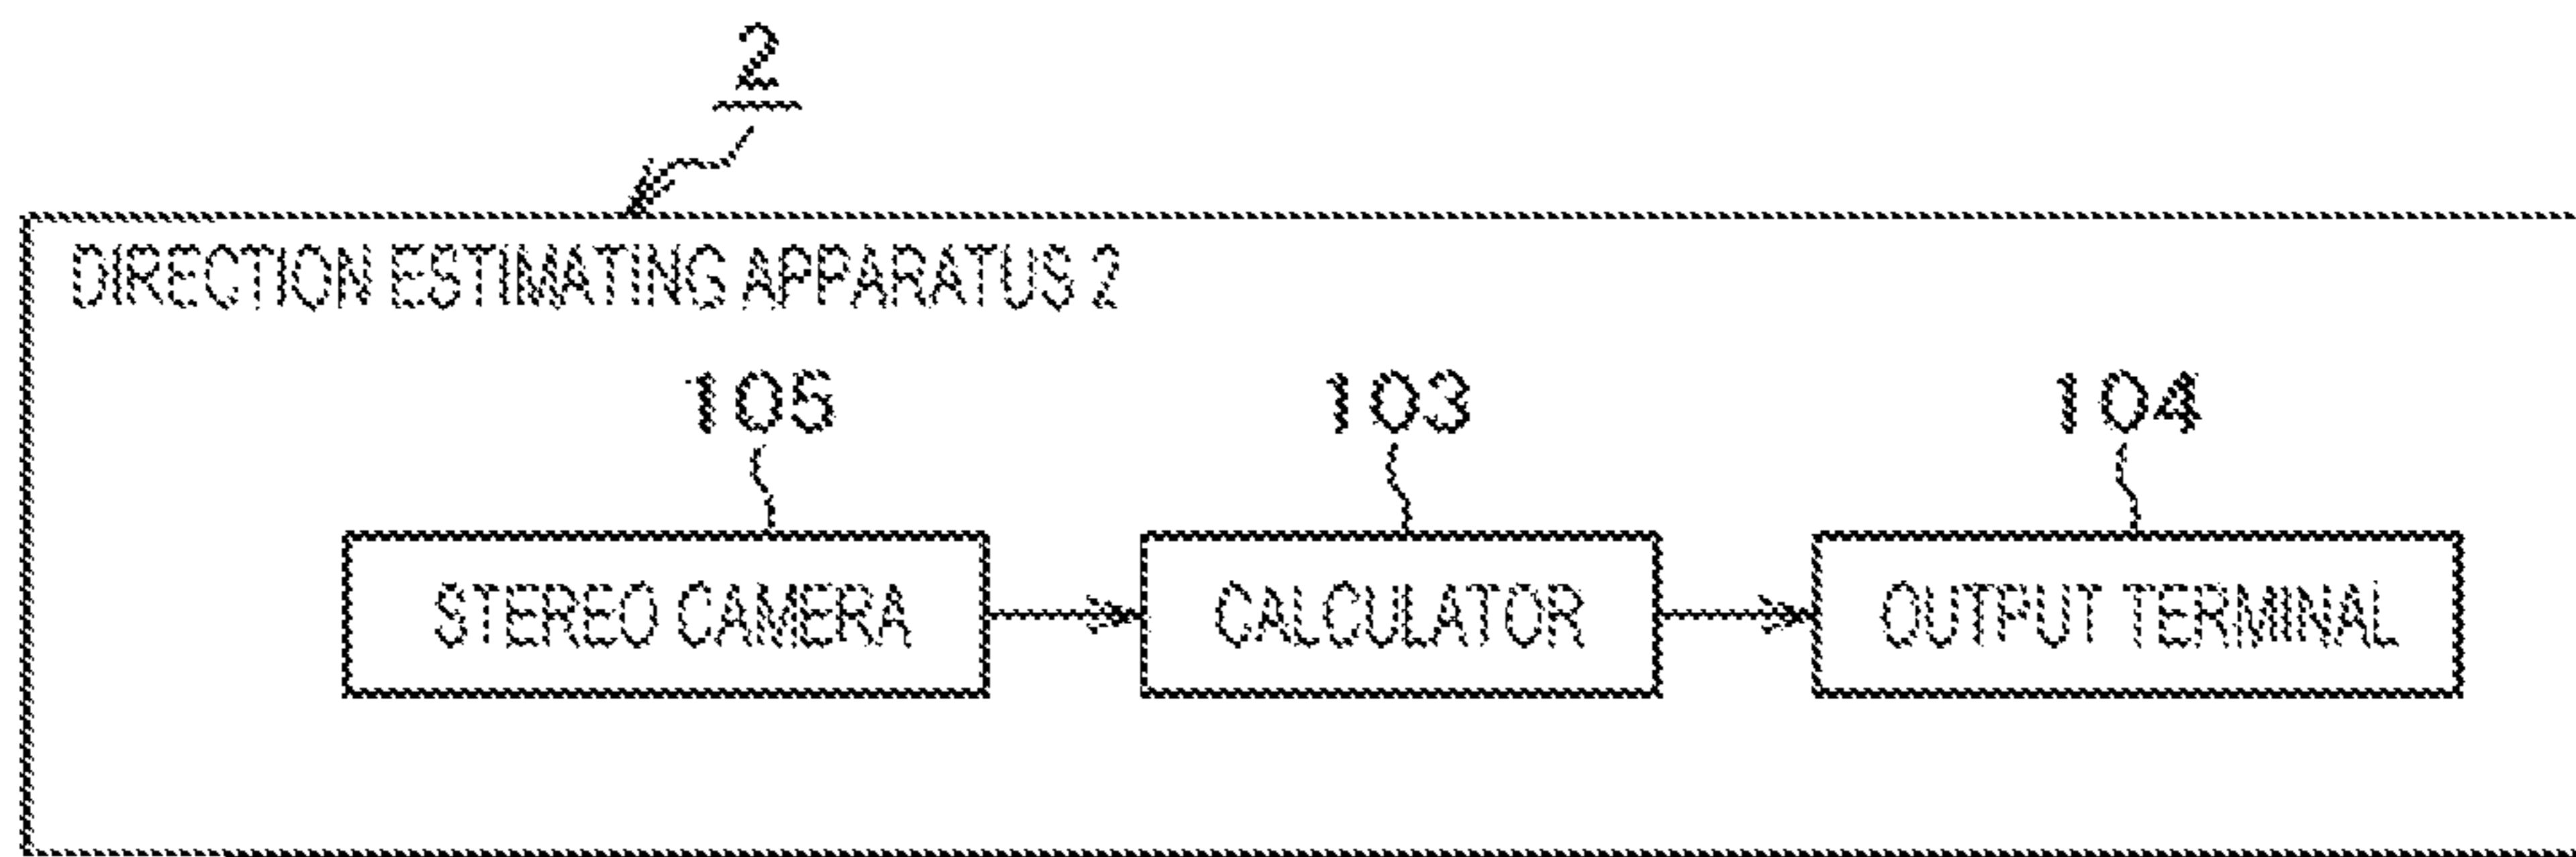 2
DIRECTION ESTIMATING APPARATUS 2
105 103 104
STEREO CAMERA CALCULATOR OUTPUT TERMINAL